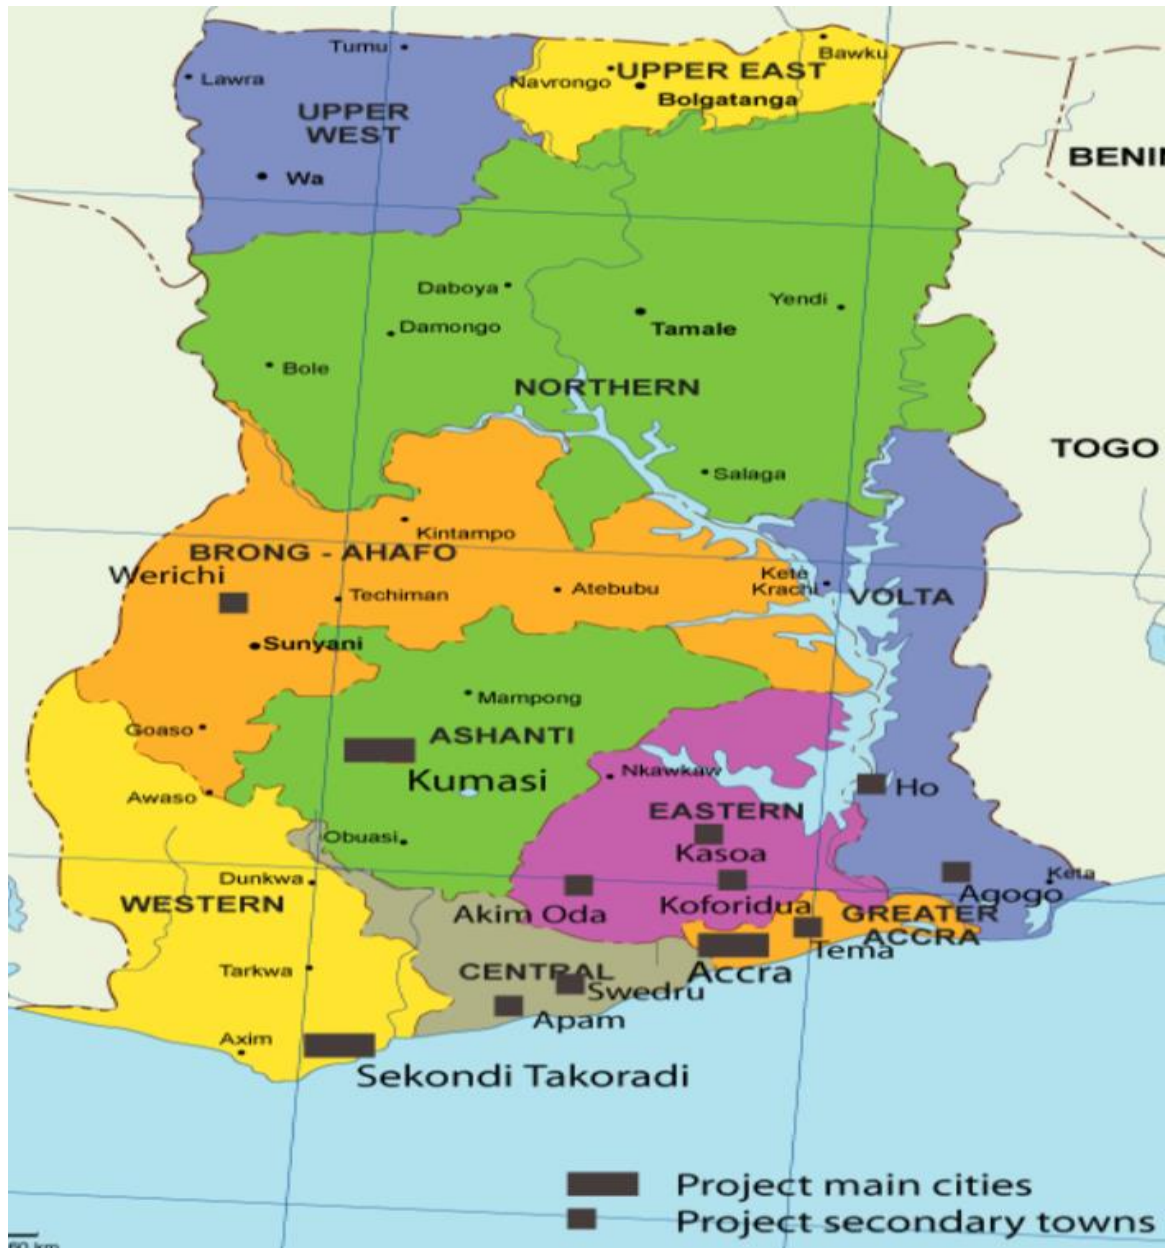 Tumu
Bawku
Lawra
Navrongo
UPPER EAST
Bolgatanga
UPPER
WEST
BENI
Wa
Daboya
Yendi
Damongo
Tamale
Bole
NORTHERN
TOGO
Salaga
Kintampo
BRONG - AHAFO
Werichi
Kete
Krachi
Techiman
Atebubu
VOLTA
Sunyani
Mampong
Goaso
ASHANTI
Kumasi
Nkawkaw
Ho
Awaso
EASTERN
Obuasi
Kasoa
Dunkwa
Keta
Agogo
WESTERN
Akim Oda
Koforidua
GREATER
ACCRA
Tema
Tarkwa
CENTRAL
Accra
Swedru
Apam
Axim
Sekondi Takoradi
Project main cities
Project secondary towns